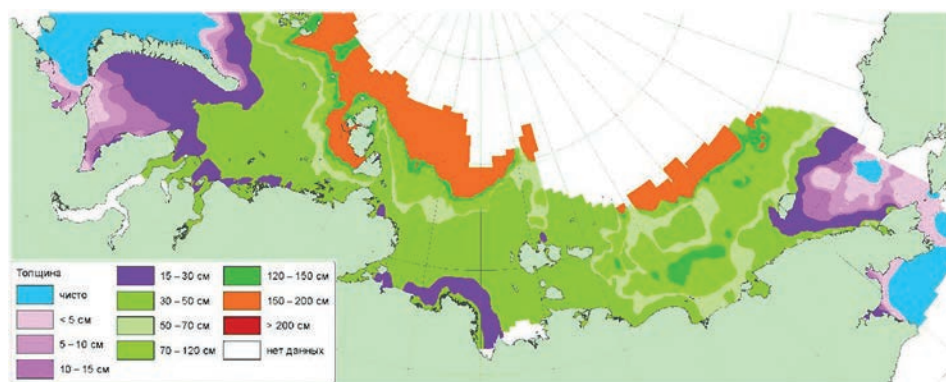 Толщина
чисто
< 5 см
5 – 10 см
10 – 15 см
15 – 30 см
30 – 50 см
50 – 70 см
70 – 120 см
120 – 150 см
150 – 200 см
> 200 см
нет данных